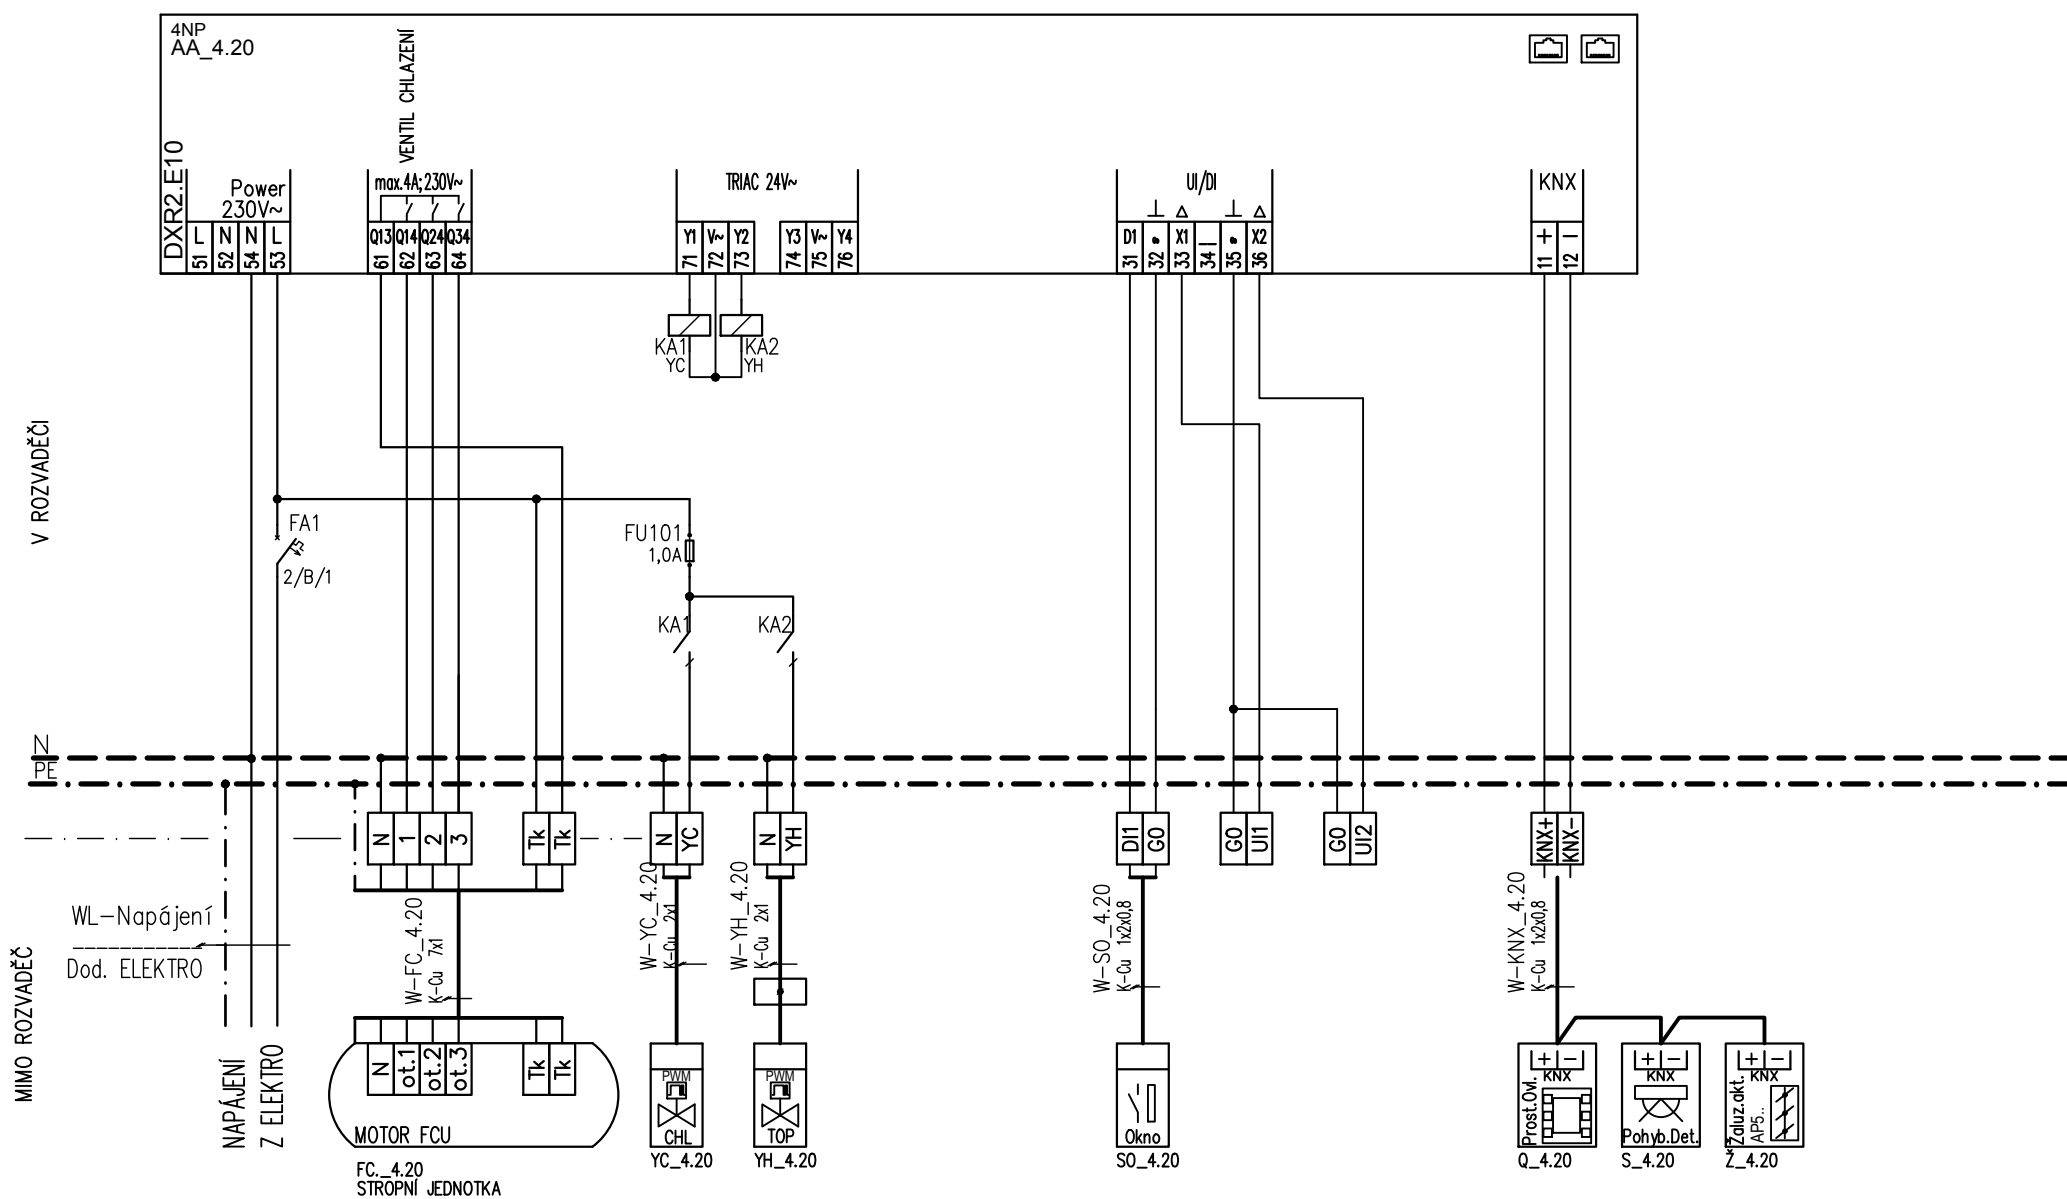 4NP
AA_4.20
DXR2.E10
VENTIL CHLAZENÍ
Power
230V~
max.4A;230V~
TRIAC 24V~
UI/DI
KNX
L N N L
51 52 54 53
Q13 Q14 Q24 Q34
61 62 63 64
Y1 V~ Y2
71 72 73
Y3 V~ Y4
74 75 76
D1 X1 X2
31 32 33 34 35 36
+ −
11 12
KA1
YC
KA2
YH
V ROZVADĚČI
FA1
2/B/1
FU101
1,0A
KA1
KA2
N
PE
N 1 2 3
Tk Tk
N YC
N YH
DI1 GO
GO UI1
GO UI2
KNX+ KNX-
WL-Napájení
Dod. ELEKTRO
MIMO ROZVADĚČ
NAPÁJENÍ
Z ELEKTRO
W-FC_4.20
K-Cu 7x1
W-YC_4.20
K-Cu 2x1
W-YH_4.20
K-Cu 2x1
W-SO_4.20
K-Cu 1x2x0,8
W-KNX_4.20
K-Cu 1x2x0,8
N ot.1 ot.2 ot.3
Tk Tk
MOTOR FCU
FC._4.20
STROPNÍ JEDNOTKA
PWM
CHL
YC_4.20
PWM
TOP
YH_4.20
Okno
SO_4.20
+ −
KNX
Prost.Ovl.
Q_4.20
+ −
KNX
Pohyb.Det.
S_4.20
+ −
KNX
Žaluz.akt.
AP5..
Ž_4.20